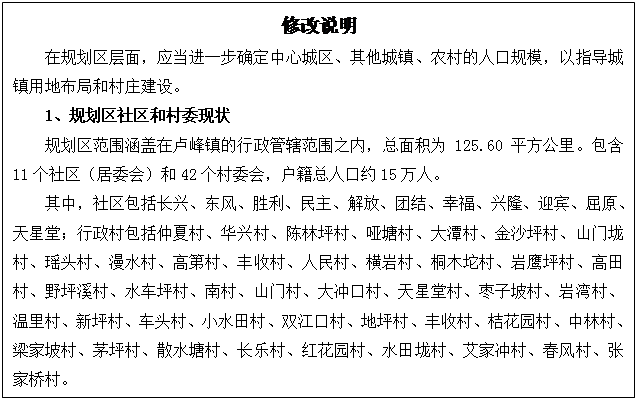 修改说明
在规划区层面，应当进一步确定中心城区、其他城镇、农村的人口规模，以指导城
镇用地布局和村庄建设。
1、规划区社区和村委现状
规划区范围涵盖在卢峰镇的行政管辖范围之内，总面积为 125.60 平方公里。包含
11个社区（居委会）和42个村委会，户籍总人口约15万人。
其中，社区包括长兴、东风、胜利、民主、解放、团结、幸福、兴隆、迎宾、屈原、
天星堂；行政村包括仲夏村、华兴村、陈林坪村、哑塘村、大潭村、金沙坪村、山门垅
村、瑶头村、漫水村、高第村、丰收村、人民村、横岩村、桐木坨村、岩鹰坪村、高田
村、野坪溪村、水车坪村、南村、山门村、大冲口村、天星堂村、枣子坡村、岩湾村、
温里村、新坪村、车头村、小水田村、双江口村、地坪村、丰收村、桔花园村、中林村、
梁家坡村、茅坪村、散水塘村、长乐村、红花园村、水田垅村、艾家冲村、春风村、张
家桥村。